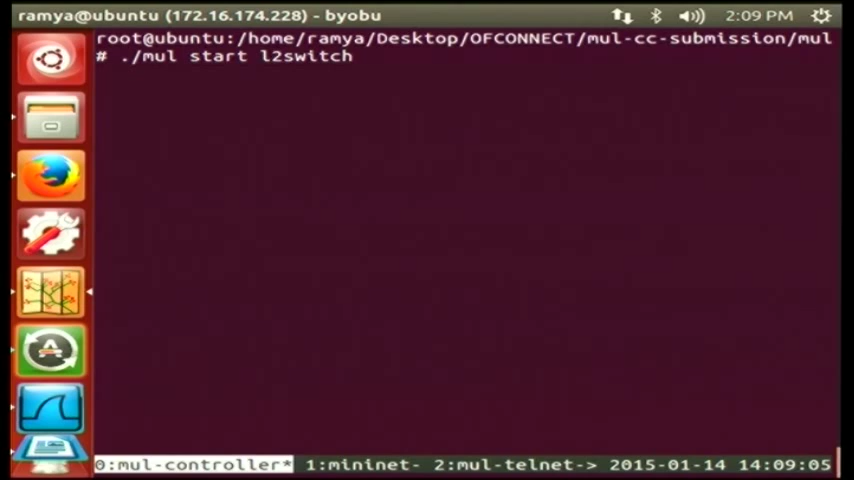 ramya@ubuntu (172.16.174.228) - byobu
2:09 PM
root@ubuntu:/home/ramya/Desktop/OFCONNECT/mul-cc-submission/mul
# ./mul start l2switch
0:mul-controller* 1:mininet- 2:mul-telnet-> 2015-01-14 14:09:05